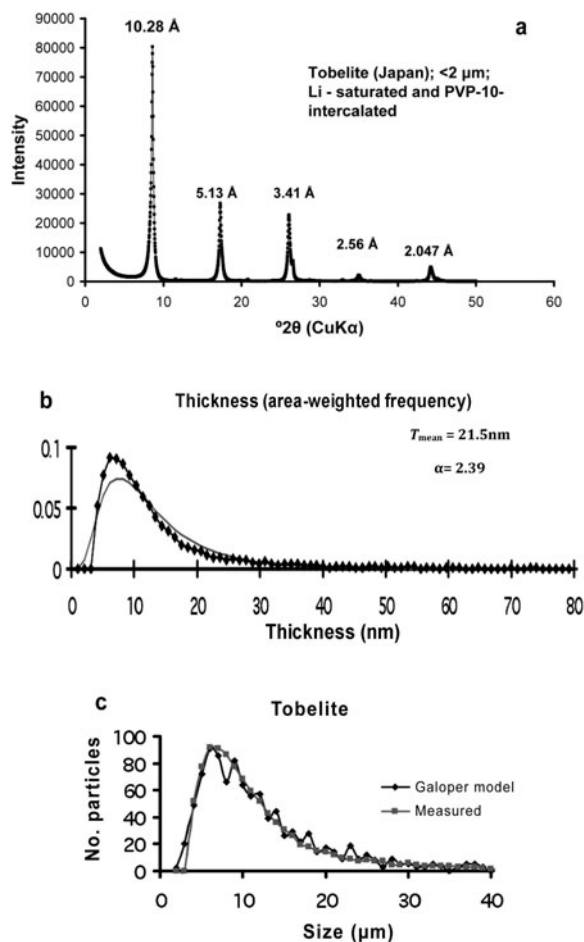 10.28 Å
a
90000
80000
70000
60000
50000
40000
30000
20000
10000
0
Intensity
Tobelite (Japan); <2 µm;
Li - saturated and PVP-10-
intercalated
5.13 Å
3.41 Å
2.56 Å
2.047 Å
0 10 20 30 40 50 60
º2θ (CuKα)
b
Thickness (area-weighted frequency)
T mean = 21.5nm
α= 2.39
0.1
0.05
0
0 10 20 30 40 50 60 70 80
Thickness (nm)
c
Tobelite
No. particles
100
80
60
40
20
0
Galoper model
Measured
0 10 20 30 40
Size (µm)